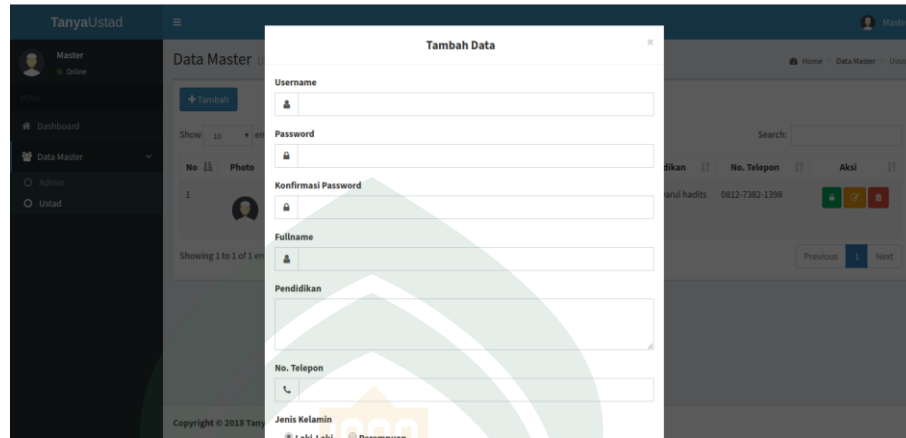 TanyaUstad
Master
Master
Online
MENU
Dashboard
Data Master
Admin
Ustad
Data Master
Home
Data Master
+ Tambah
Show 10
Search:
No
Photo
No. Telepon
Aksi
1
0812-7382-1398
Showing 1 to 1 of 1
Previous 1 Next
Copyright © 2018
Tambah Data
×
Username
Password
Konfirmasi Password
Fullname
Pendidikan
No. Telepon
Jenis Kelamin
Laki-Laki Perempuan